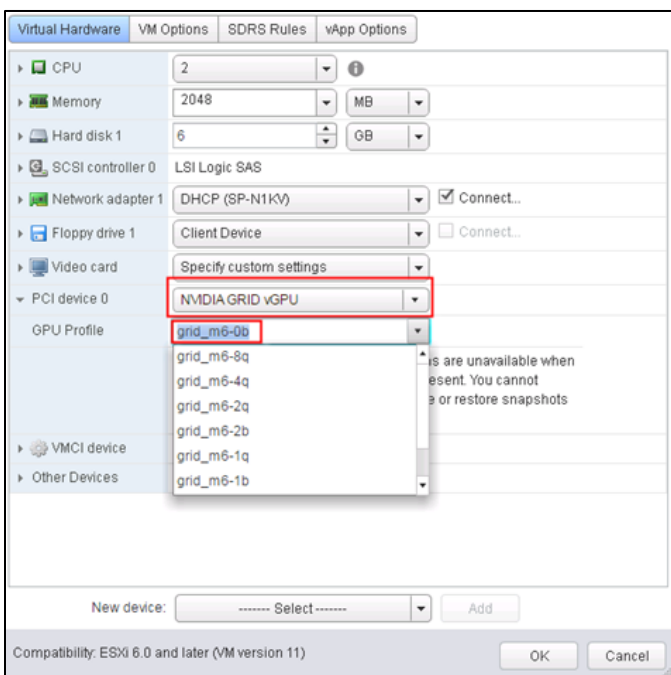 Virtual Hardware VM Options SDRS Rules vApp Options
CPU 2
Memory 2048 MB
Hard disk 1 6 GB
SCSI controller 0 LSI Logic SAS
Network adapter 1 DHCP (SP-N1KV) Connect...
Floppy drive 1 Client Device Connect...
Video card Specify custom settings
PCI device 0 NVIDIA GRID vGPU
GPU Profile grid_m6-0b
grid_m6-8q
is are unavailable when
grid_m6-4q
esent. You cannot
grid_m6-2q
e or restore snapshots
grid_m6-2b
VMCI device
grid_m6-1q
Other Devices grid_m6-1b
New device: ------- Select ------- Add
Compatibility: ESXi 6.0 and later (VM version 11) OK Cancel